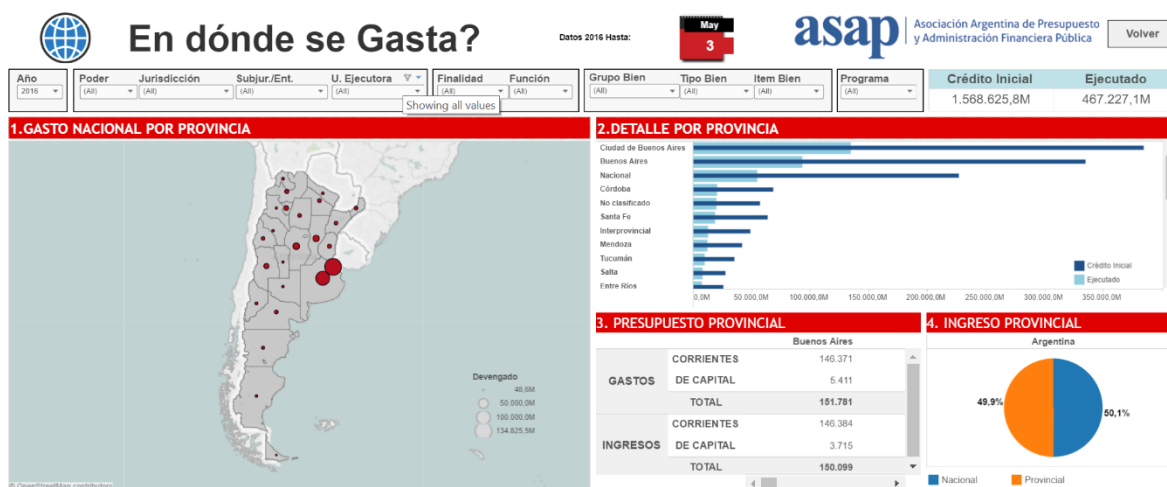 En dónde se Gasta?
Datos 2016 Hasta:
May
3
asap
Asociación Argentina de Presupuesto
y Administración Financiera Pública
Volver
Año Poder Jurisdicción Subjur./Ent. U. Ejecutora Finalidad Función Grupo Bien Tipo Bien Item Bien Programa
2016 (All) (All) (All) (All) (All) (All) (All) (All) (All) (All)
Showing all values
Crédito Inicial Ejecutado
1.568.625,8M 467.227,1M
1.GASTO NACIONAL POR PROVINCIA
Devengado
48,6M
50.000,0M
100.000,0M
134.825,5M
© OpenStreetMap contributors
2.DETALLE POR PROVINCIA
Ciudad de Buenos Aires
Buenos Aires
Nacional
Córdoba
No clasificado
Santa Fe
Interprovincial
Mendoza
Tucumán
Salta
Entre Ríos
Crédito Inicial
Ejecutado
0,0M 50.000,0M 100.000,0M 150.000,0M 200.000,0M 250.000,0M 300.000,0M 350.000,0M
3. PRESUPUESTO PROVINCIAL
Buenos Aires
GASTOS
CORRIENTES 146.371
DE CAPITAL 5.411
TOTAL 151.781
INGRESOS
CORRIENTES 146.384
DE CAPITAL 3.715
TOTAL 150.099
4. INGRESO PROVINCIAL
Argentina
49,9%
50,1%
Nacional Provincial